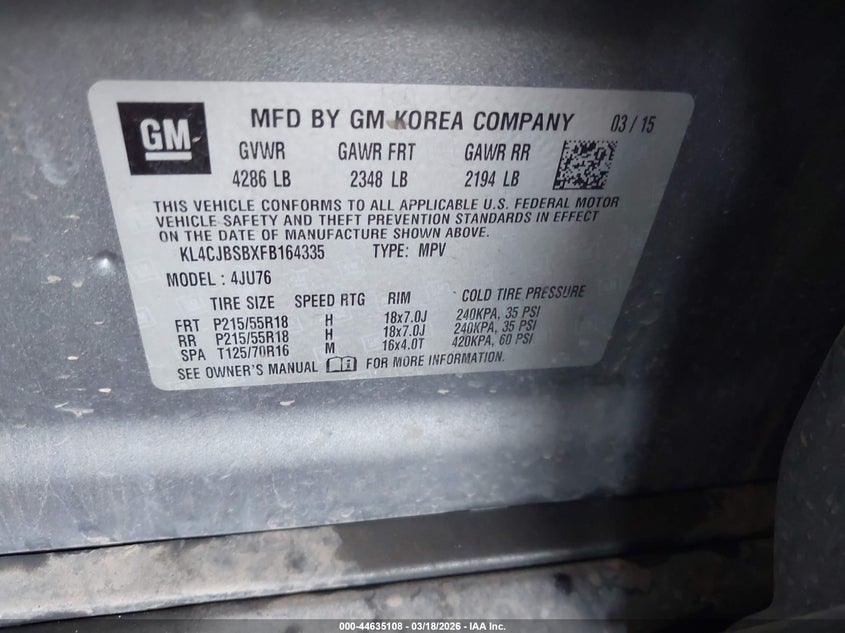 GM
MFD BY GM KOREA COMPANY 03 / 15
GVWR GAWR FRT GAWR RR
4286 LB 2348 LB 2194 LB
THIS VEHICLE CONFORMS TO ALL APPLICABLE U.S. FEDERAL MOTOR
VEHICLE SAFETY AND THEFT PREVENTION STANDARDS IN EFFECT
ON THE DATE OF MANUFACTURE SHOWN ABOVE.
KL4CJBSBXFB164335 TYPE: MPV
MODEL: 4JU76
TIRE SIZE SPEED RTG RIM COLD TIRE PRESSURE
FRT P215/55R18 H 18x7.0J 240KPA, 35 PSI
RR P215/55R18 H 18x7.0J 240KPA, 35 PSI
SPA T125/70R16 M 16x4.0T 420KPA, 60 PSI
SEE OWNER'S MANUAL FOR MORE INFORMATION.
000-44635108 — 03/18/2026 — IAA Inc.